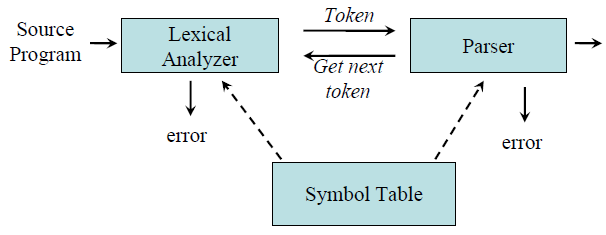 Source
Program
Lexical
Analyzer
Token
Get next
token
Parser
error
error
Symbol Table